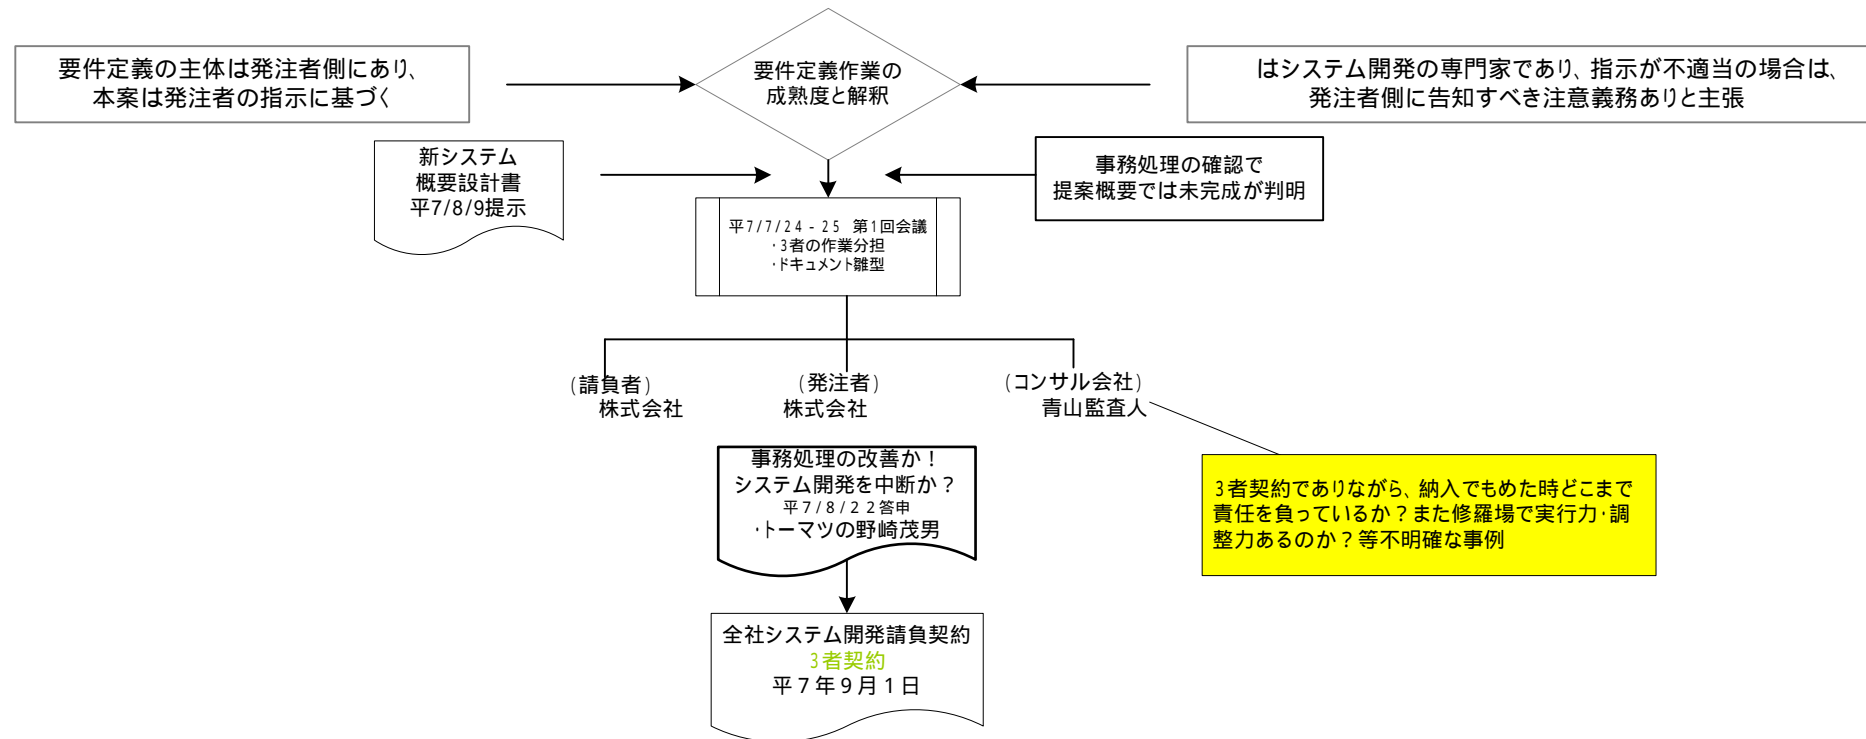 要件定義の主体は発注者側にあり、
本案は発注者の指示に基づく
要件定義作業の
成熟度と解釈
はシステム開発の専門家であり、指示が不適当の場合は、
発注者側に告知すべき注意義務ありと主張
新システム
概要設計書
平7/8/9提示
事務処理の確認で
提案概要では未完成が判明
平7/7/24-25 第1回会議
・3者の作業分担
・ドキュメント雛型
(請負者)
株式会社
(発注者)
株式会社
(コンサル会社)
青山監査人
事務処理の改善か！
システム開発を中断か？
平７/８/２２答申
・トーマツの野崎茂男
3者契約でありながら、納入でもめた時どこまで
責任を負っているか？また修羅場で実行力・調
整力あるのか？等不明確な事例
全社システム開発請負契約
3者契約
平７年９月１日